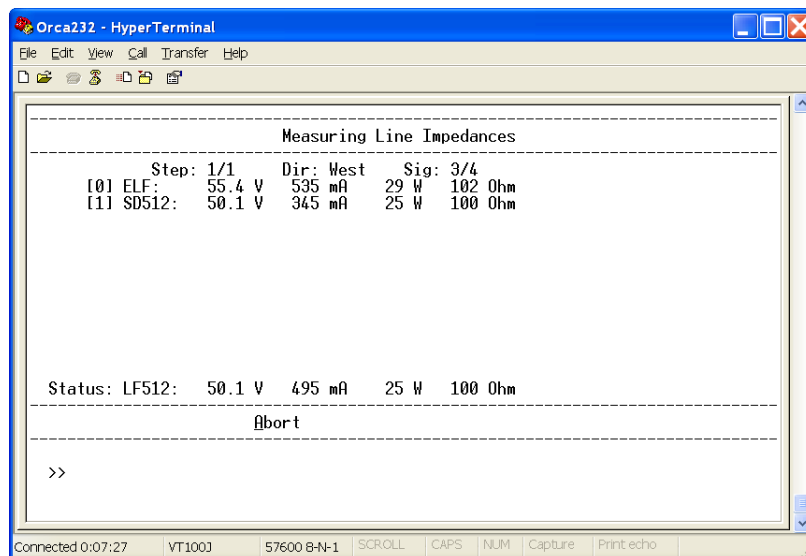 Orca232 - HyperTerminal
File Edit View Call Transfer Help
Measuring Line Impedances
Step: 1/1 Dir: West Sig: 3/4
[0] ELF: 55.4 V 535 mA 29 W 102 Ohm
[1] SD512: 50.1 V 345 mA 25 W 100 Ohm
Status: LF512: 50.1 V 495 mA 25 W 100 Ohm
Abort
>>
Connected 0:07:27 VT100J 57600 8-N-1 SCROLL CAPS NUM Capture Print echo